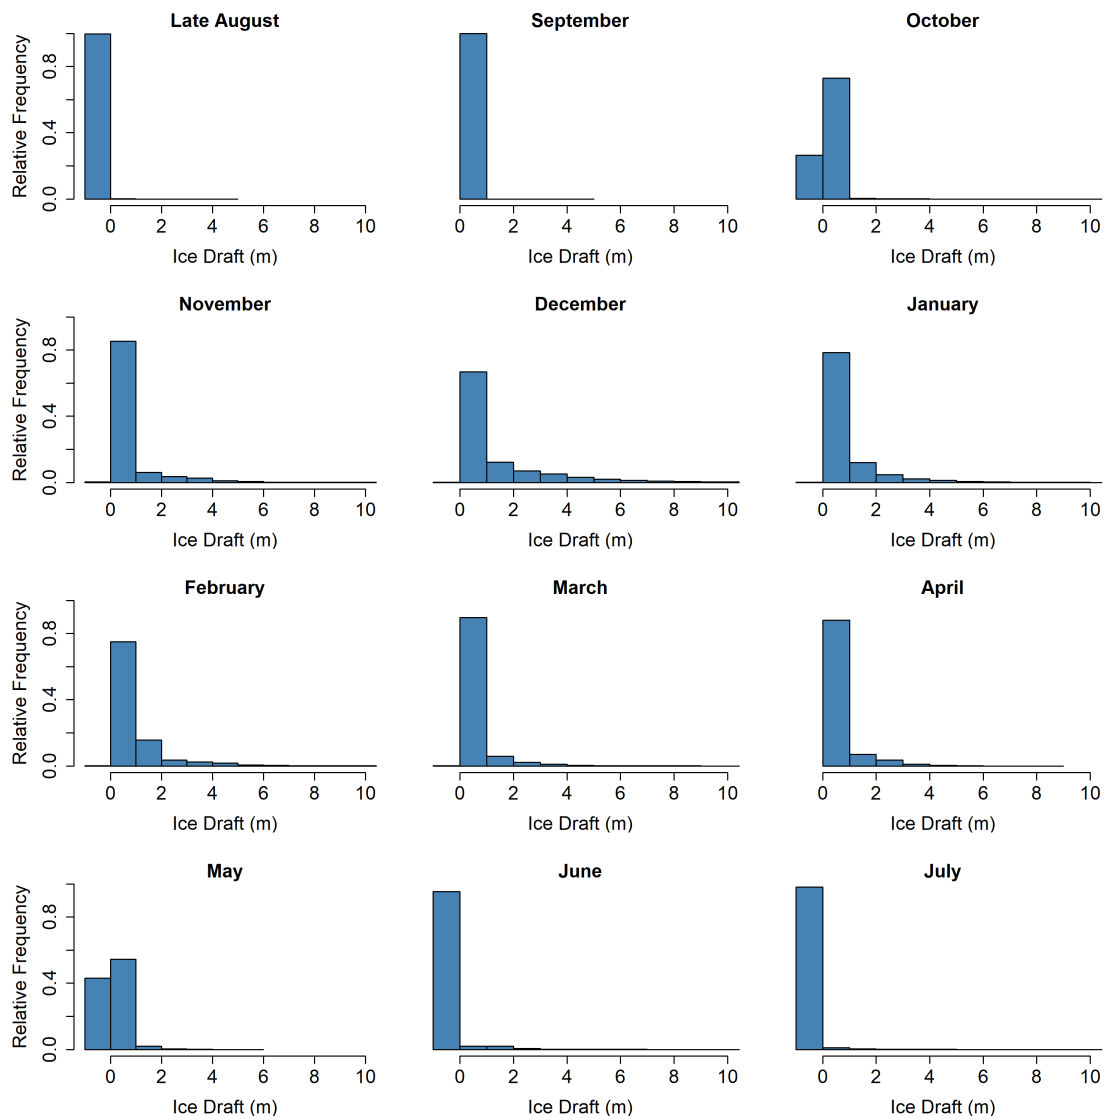 Late August
September
October
Relative Frequency
0.0 0.4 0.8
0 2 4 6 8 10
0 2 4 6 8 10
0 2 4 6 8 10
Ice Draft (m)
Ice Draft (m)
Ice Draft (m)
November
December
January
Relative Frequency
0.0 0.4 0.8
0 2 4 6 8 10
0 2 4 6 8 10
0 2 4 6 8 10
Ice Draft (m)
Ice Draft (m)
Ice Draft (m)
February
March
April
Relative Frequency
0.0 0.4 0.8
0 2 4 6 8 10
0 2 4 6 8 10
0 2 4 6 8 10
Ice Draft (m)
Ice Draft (m)
Ice Draft (m)
May
June
July
Relative Frequency
0.0 0.4 0.8
0 2 4 6 8 10
0 2 4 6 8 10
0 2 4 6 8 10
Ice Draft (m)
Ice Draft (m)
Ice Draft (m)